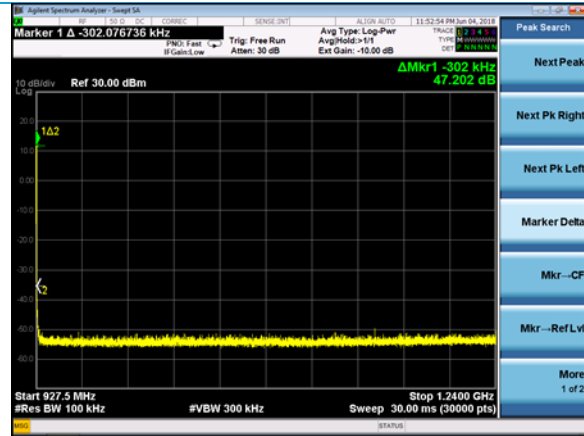 Agilent Spectrum Analyzer - Swept SA
RF 50 Ω DC CORREC SENSE:INT ALIGN AUTO 11:52:54 PM Jun 04, 2018
Marker 1 Δ -302.076736 kHz
PNO: Fast
IFGain:Low
Trig: Free Run
Atten: 30 dB
Avg Type: Log-Pwr
Avg|Hold:>1/1
Ext Gain: -10.00 dB
TRACE 1 2 3 4 5 6
TYPE M WWWWW
DET P N N N N N
Peak Search
ΔMkr1 -302 kHz
47.202 dB
10 dB/div Ref 30.00 dBm
Log
20.0
1Δ2
10.0
0.00
-10.0
-20.0
-30.0
2
-40.0
-50.0
-60.0
Start 927.5 MHz Stop 1.2400 GHz
#Res BW 100 kHz #VBW 300 kHz Sweep 30.00 ms (30000 pts)
MSG STATUS
Next Peak
Next Pk Right
Next Pk Left
Marker Delta
Mkr→CF
Mkr→Ref Lvl
More
1 of 2